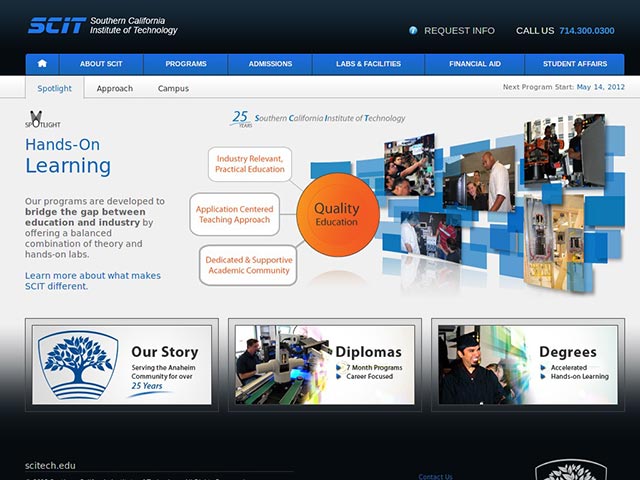 SCIT Southern California
Institute of Technology
REQUEST INFO
CALL US 714.300.0300
ABOUT SCIT
PROGRAMS
ADMISSIONS
LABS & FACILITIES
FINANCIAL AID
STUDENT AFFAIRS
Spotlight
Approach
Campus
Next Program Start: May 14, 2012
SPOTLIGHT
25 YEARS
Southern California Institute of Technology
Hands-On
Learning
Our programs are developed to
bridge the gap between
education and industry by
offering a balanced
combination of theory and
hands-on labs.
Learn more about what makes
SCIT different.
Industry Relevant,
Practical Education
Application Centered
Teaching Approach
Dedicated & Supportive
Academic Community
Quality
Education
Our Story
Serving the Anaheim
Community for over
25 Years
Diplomas
7 Month Programs
Career Focused
Degrees
Accelerated
Hands-on Learning
scitech.edu
Contact Us